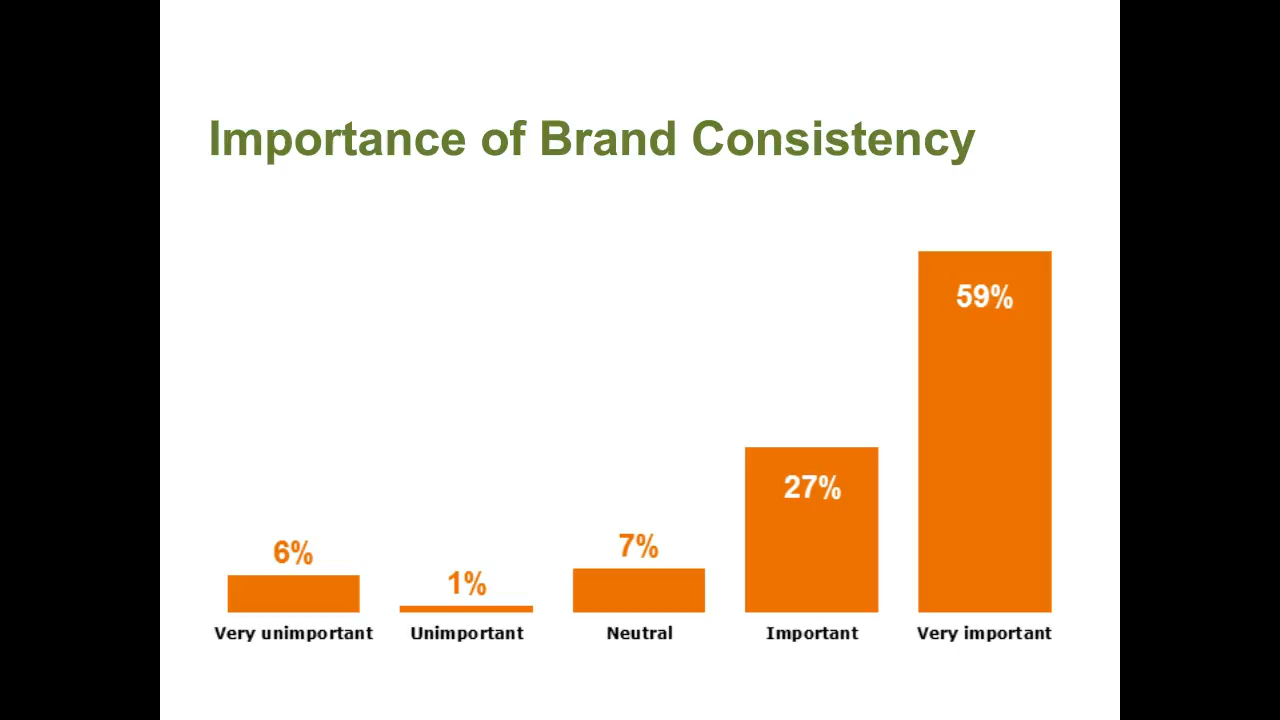 Importance of Brand Consistency
59%
27%
7%
6%
1%
Very unimportant Unimportant Neutral Important Very important